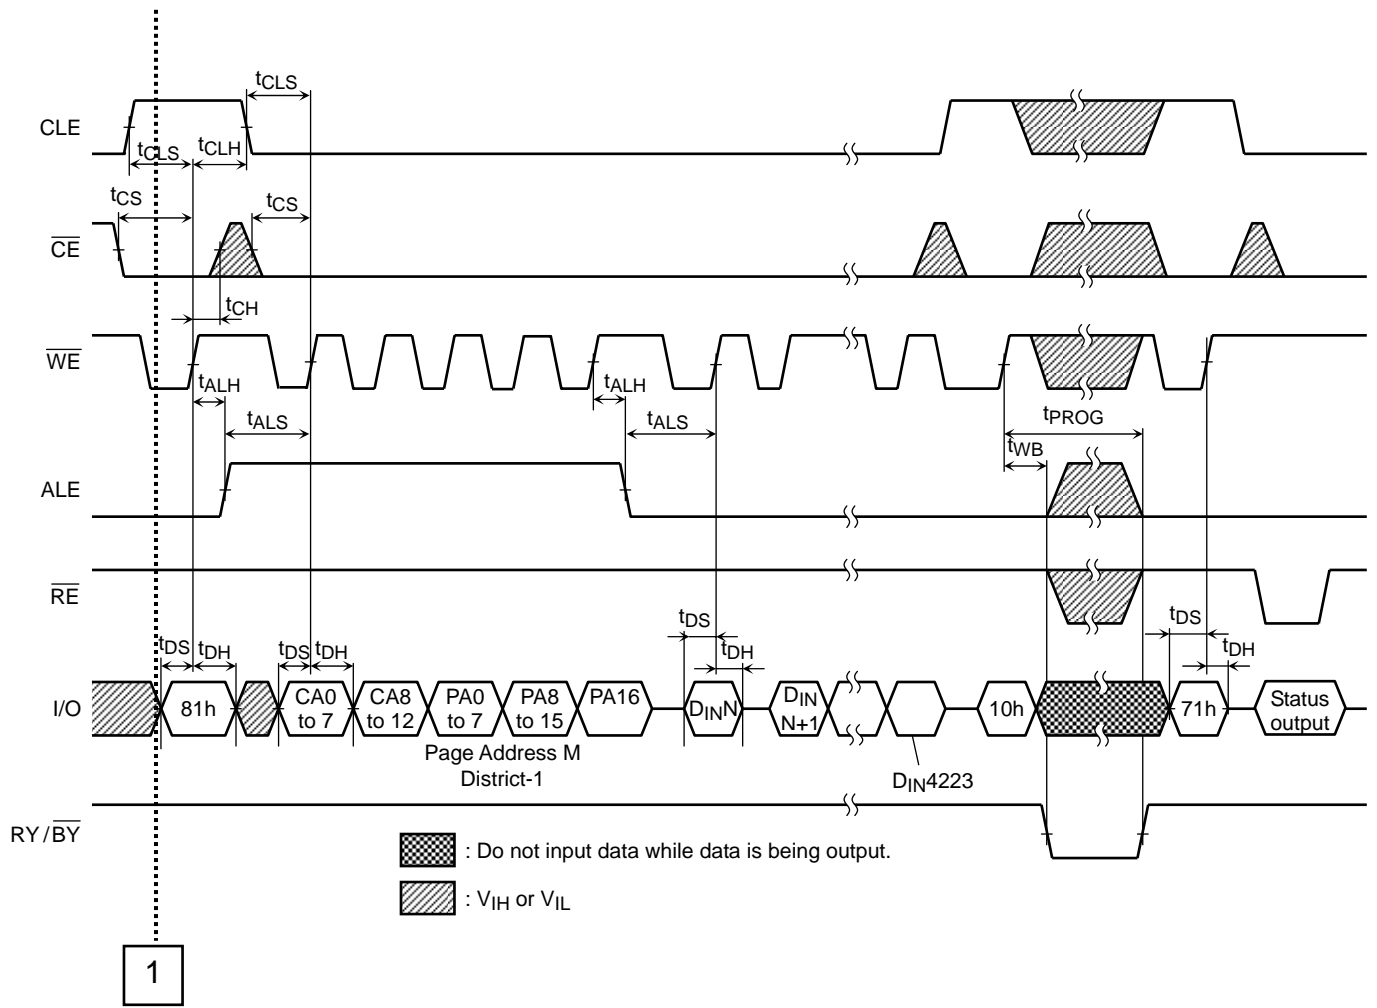 tCLS
CLE
tCLS
tCLH
tCS
tCS
CE
tCH
WE
tALH
tALH
tALS
tALS
tPROG
tWB
ALE
RE
tDS
tDH
tDS
tDH
tDS
tDH
tDS
tDH
I/O
81h
CA0
to 7
CA8
to 12
PA0
to 7
PA8
to 15
PA16
DINN
DIN
N+1
10h
71h
Status
output
Page Address M
District-1
DIN4223
RY/BY
: Do not input data while data is being output.
: VIH or VIL
1